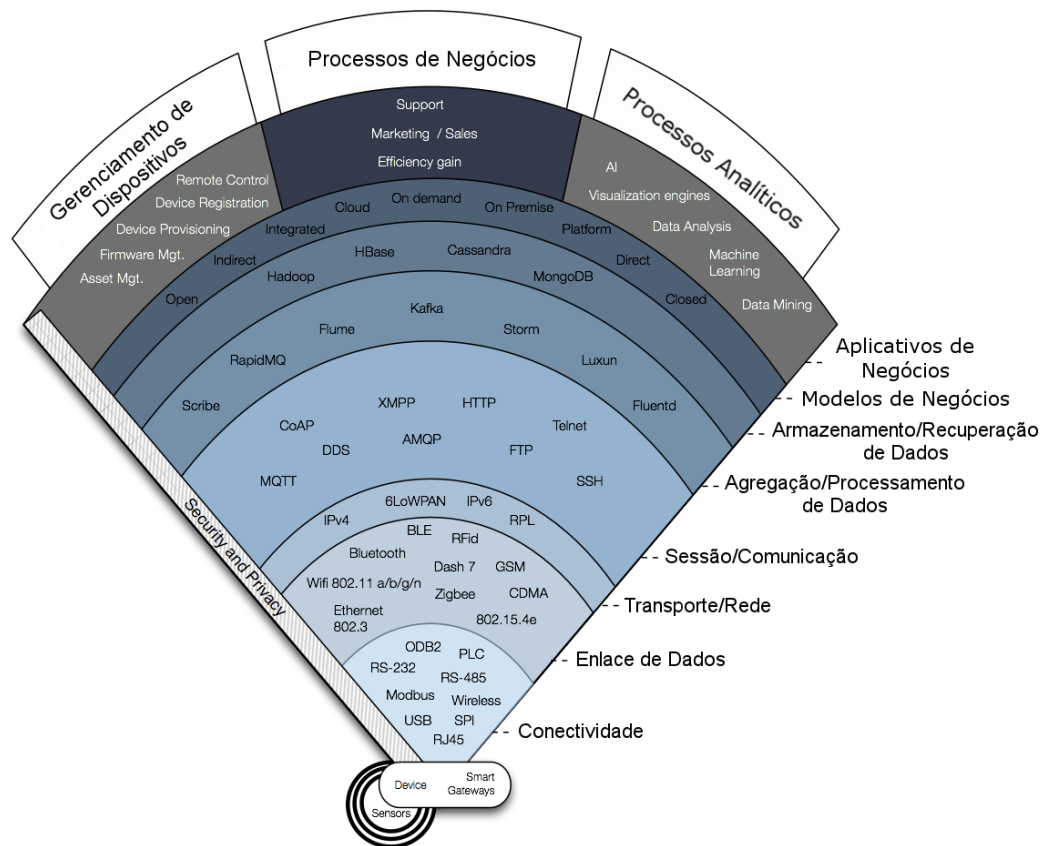 Processos de Negócios
Gerenciamento de
Dispositivos
Processos Analíticos
Support
Marketing / Sales
Efficiency gain
Remote Control
Device Registration
Device Provisioning
Firmware Mgt.
Asset Mgt.
AI
Visualization engines
Data Analysis
Machine
Learning
Data Mining
Open
Indirect
Integrated
Cloud
On demand
On Premise
Platform
Direct
Closed
Hadoop
HBase
Cassandra
MongoDB
Scribe
RapidMQ
Flume
Kafka
Storm
Luxun
Fluentd
MQTT
CoAP
DDS
XMPP
AMQP
HTTP
FTP
Telnet
SSH
IPv4
6LoWPAN
IPv6
RPL
BLE
RFid
Bluetooth
Dash 7
GSM
Wifi 802.11 a/b/g/n
Zigbee
CDMA
Ethernet
802.3
802.15.4e
ODB2
PLC
RS-232
RS-485
Modbus
Wireless
USB
SPI
RJ45
Security and Privacy
Aplicativos de
Negócios
Modelos de Negócios
Armazenamento/Recuperação
de Dados
Agregação/Processamento
de Dados
Sessão/Comunicação
Transporte/Rede
Enlace de Dados
Conectividade
Device
Smart
Gateways
Sensors